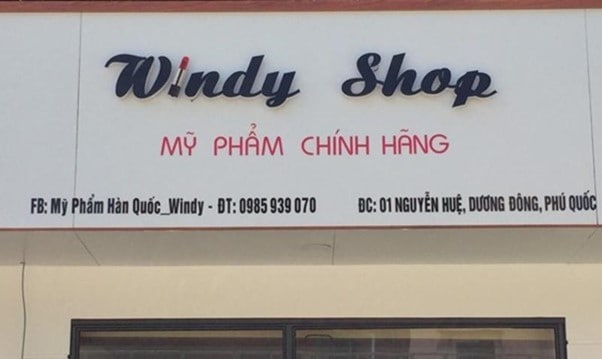 Windy Shop
MỸ PHẨM CHÍNH HÃNG
FB: Mỹ Phẩm Hàn Quốc_Windy - ĐT: 0985 939 070 ĐC: 01 NGUYỄN HUỆ, DƯƠNG ĐÔNG, PHÚ QUỐC